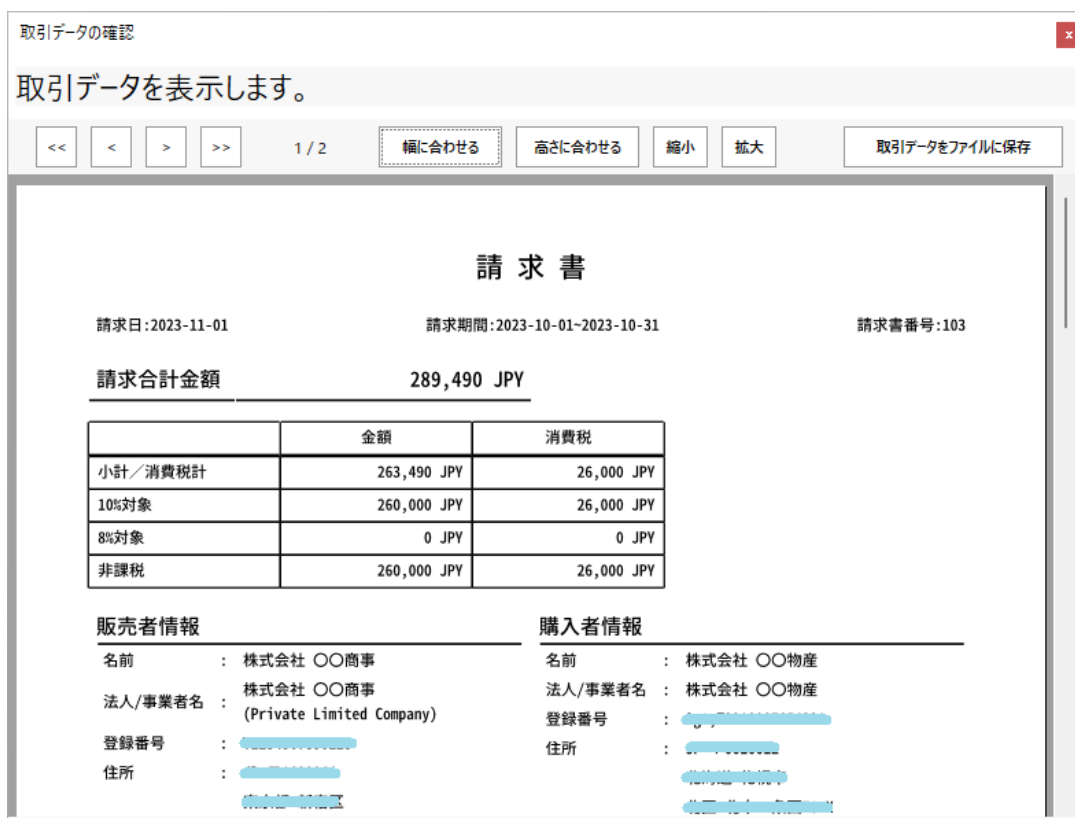 取引データの確認
x
取引データを表示します。
<< < > >> 1 / 2 幅に合わせる 高さに合わせる 縮小 拡大 取引データをファイルに保存
請 求 書
請求日:2023-11-01 請求期間:2023-10-01~2023-10-31 請求書番号:103
請求合計金額 289,490 JPY
金額 消費税
小計／消費税計 263,490 JPY 26,000 JPY
10%対象 260,000 JPY 26,000 JPY
8%対象 0 JPY 0 JPY
非課税 260,000 JPY 26,000 JPY
販売者情報
名前 : 株式会社 〇〇商事
法人/事業者名 : 株式会社 〇〇商事
(Private Limited Company)
登録番号 :
住所 :
購入者情報
名前 : 株式会社 〇〇物産
法人/事業者名 : 株式会社 〇〇物産
登録番号 :
住所 :